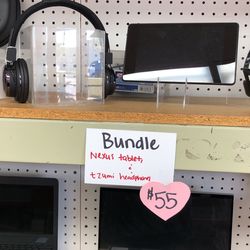 Bundle
Nexus tablet,
+
tzumi headphones
$55